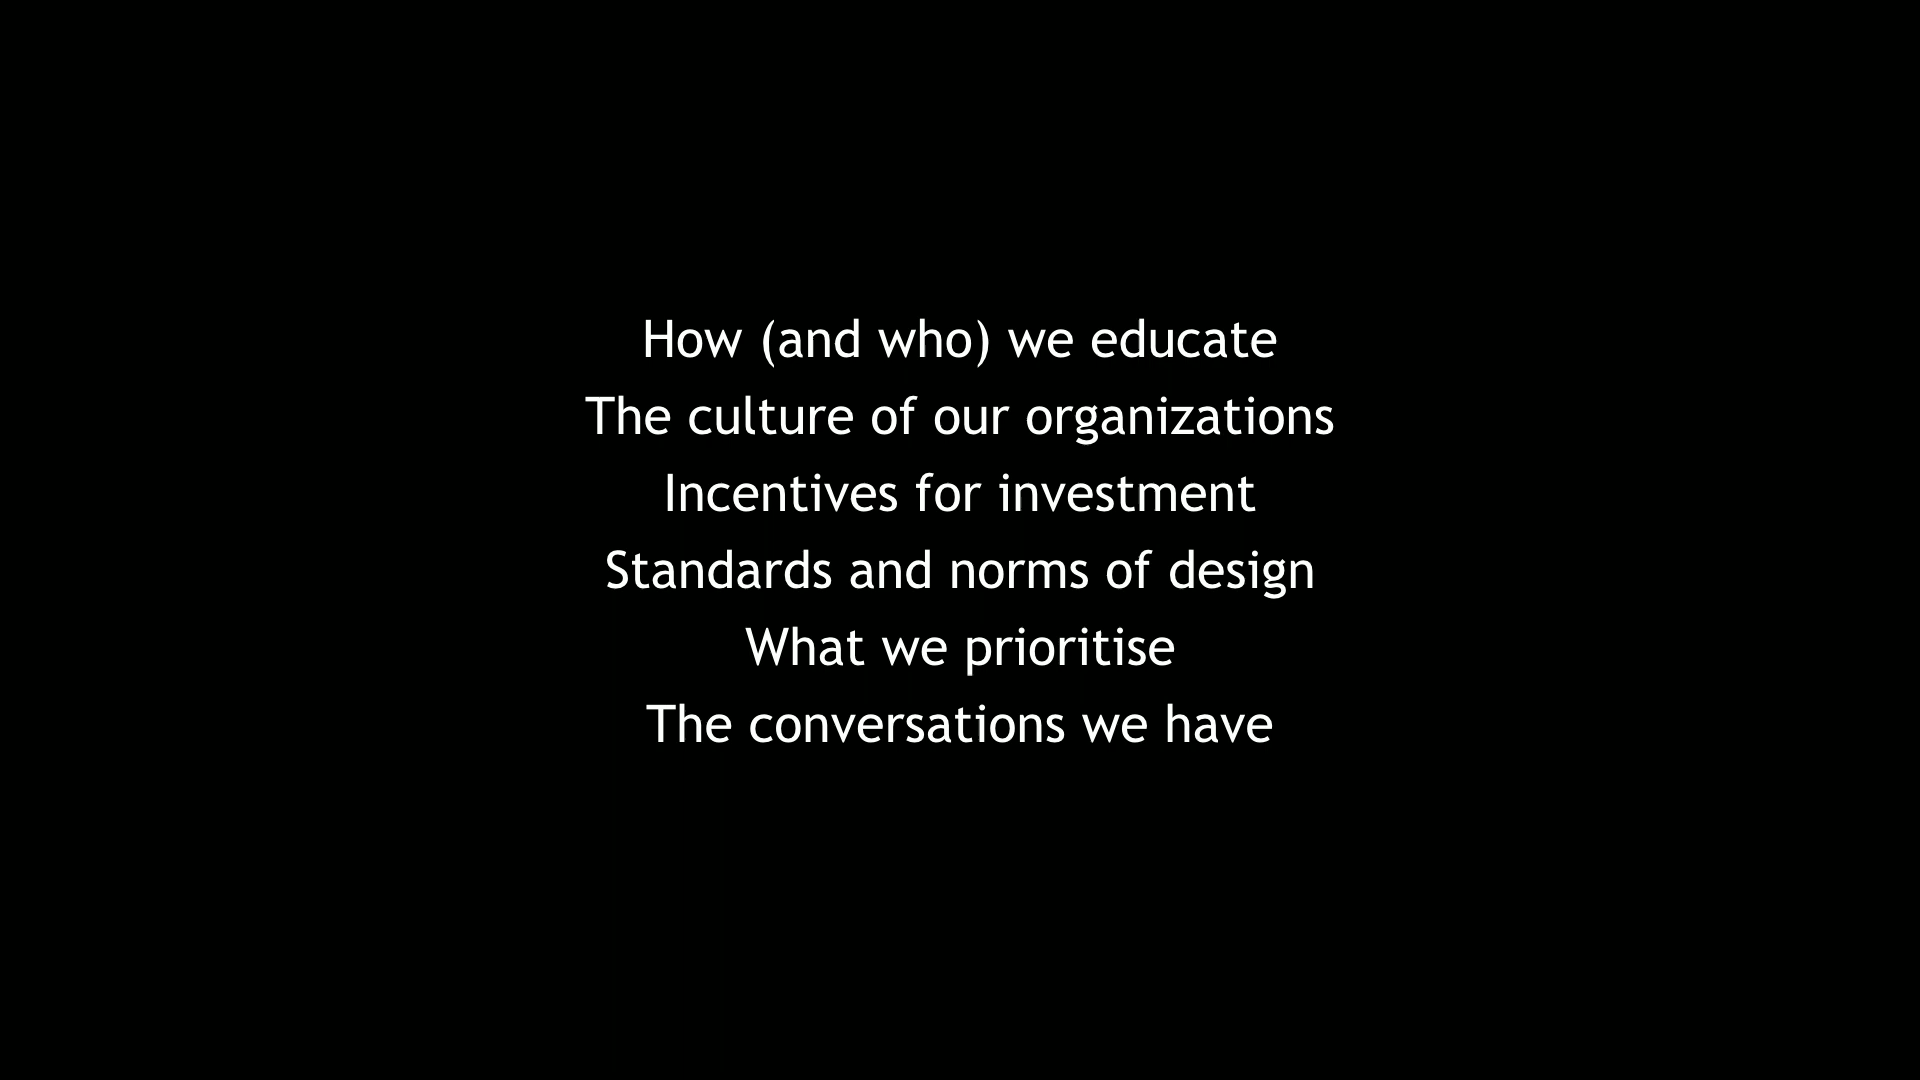 How (and who) we educate
The culture of our organizations
Incentives for investment
Standards and norms of design
What we prioritise
The conversations we have